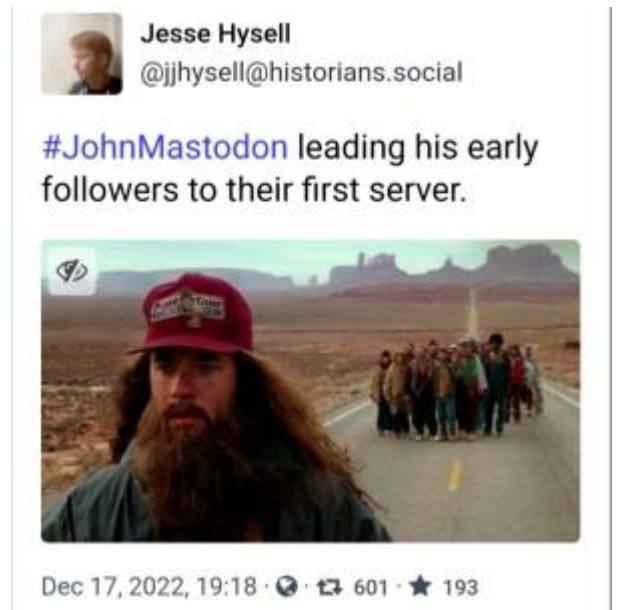 Jesse Hysell
@jjhysell@historians.social
#JohnMastodon leading his early
followers to their first server.
Dec 17, 2022, 19:18 · · 601 · 193